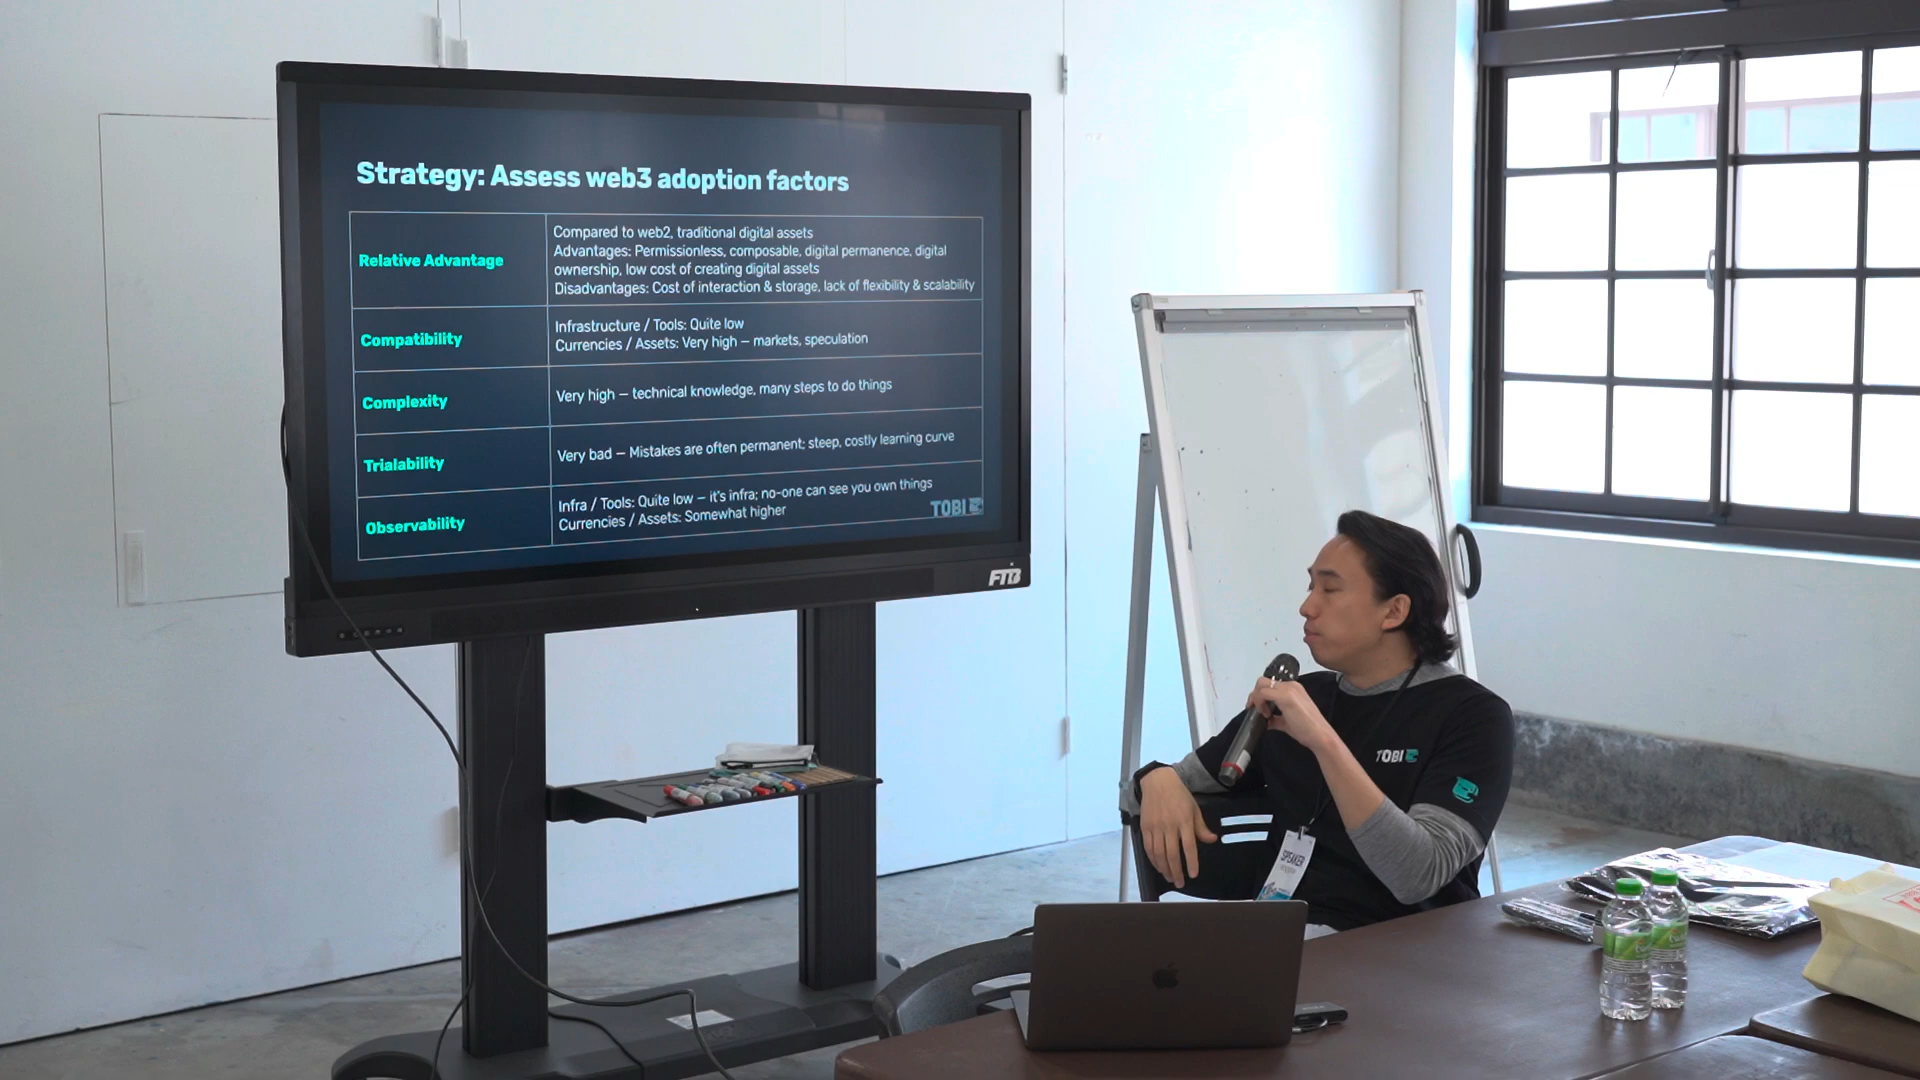 Strategy: Assess web3 adoption factors
Relative Advantage
Compared to web2, traditional digital assets
Advantages: Permissionless, composable, digital permanence, digital
ownership, low cost of creating digital assets
Disadvantages: Cost of interaction & storage, lack of flexibility & scalability
Compatibility
Infrastructure / Tools: Quite low
Currencies / Assets: Very high — markets, speculation
Complexity
Very high — technical knowledge, many steps to do things
Trialability
Very bad — Mistakes are often permanent; steep, costly learning curve
Observability
Infra / Tools: Quite low — it's infra; no-one can see you own things
Currencies / Assets: Somewhat higher
TOBI
FTB
TOBI
SPEAKER